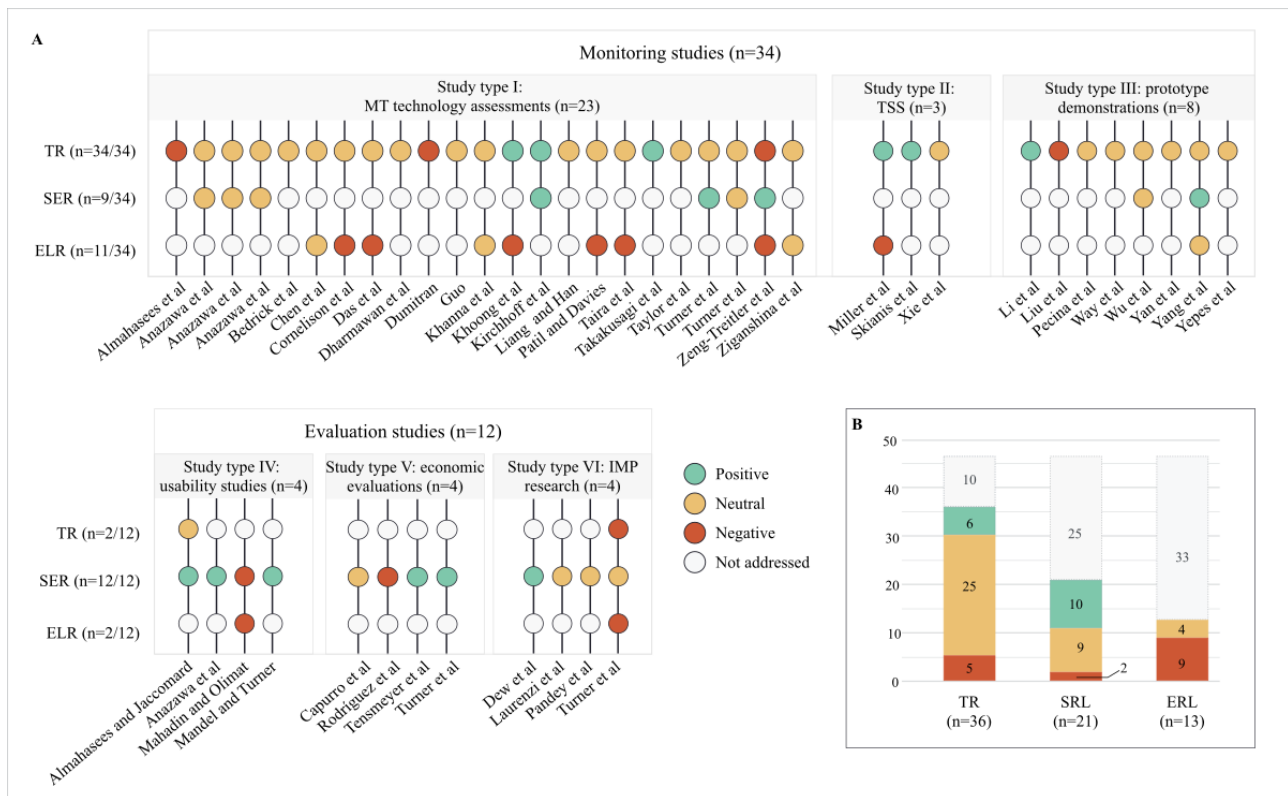 A
Monitoring studies (n=34)
Study type I:
MT technology assessments (n=23)
Study type II:
TSS (n=3)
Study type III: prototype
demonstrations (n=8)
TR (n=34/34)
SER (n=9/34)
ELR (n=11/34)
Almahasees et al
Anazawa et al
Anazawa et al
Anazawa et al
Bedrick et al
Chen et al
Cornelison et al
Das et al
Dharmawan et al
Dumitran
Guo
Khanna et al
Khoong et al
Kirchhoff et al
Liang and Han
Patil and Davies
Taira et al
Takakusagi et al
Taylor et al
Turner et al
Turner et al
Zeng-Treitler et al
Ziganshina et al
Miller et al
Skianis et al
Xie et al
Li et al
Liu et al
Pecina et al
Way et al
Wu et al
Yan et al
Yang et al
Yepes et al
Evaluation studies (n=12)
Study type IV:
usability studies (n=4)
Study type V: economic
evaluations (n=4)
Study type VI: IMP
research (n=4)
TR (n=2/12)
SER (n=12/12)
ELR (n=2/12)
Almahasees and Jaccomard
Anazawa et al
Mahadin and Olimat
Mandel and Turner
Capurro et al
Rodriguez et al
Tensmeyer et al
Turner et al
Dew et al
Laurenzi et al
Pandey et al
Turner et al
Positive
Neutral
Negative
Not addressed
B
50
40
30
20
10
0
10
6
25
5
25
10
9
2
33
4
9
TR
(n=36)
SRL
(n=21)
ERL
(n=13)